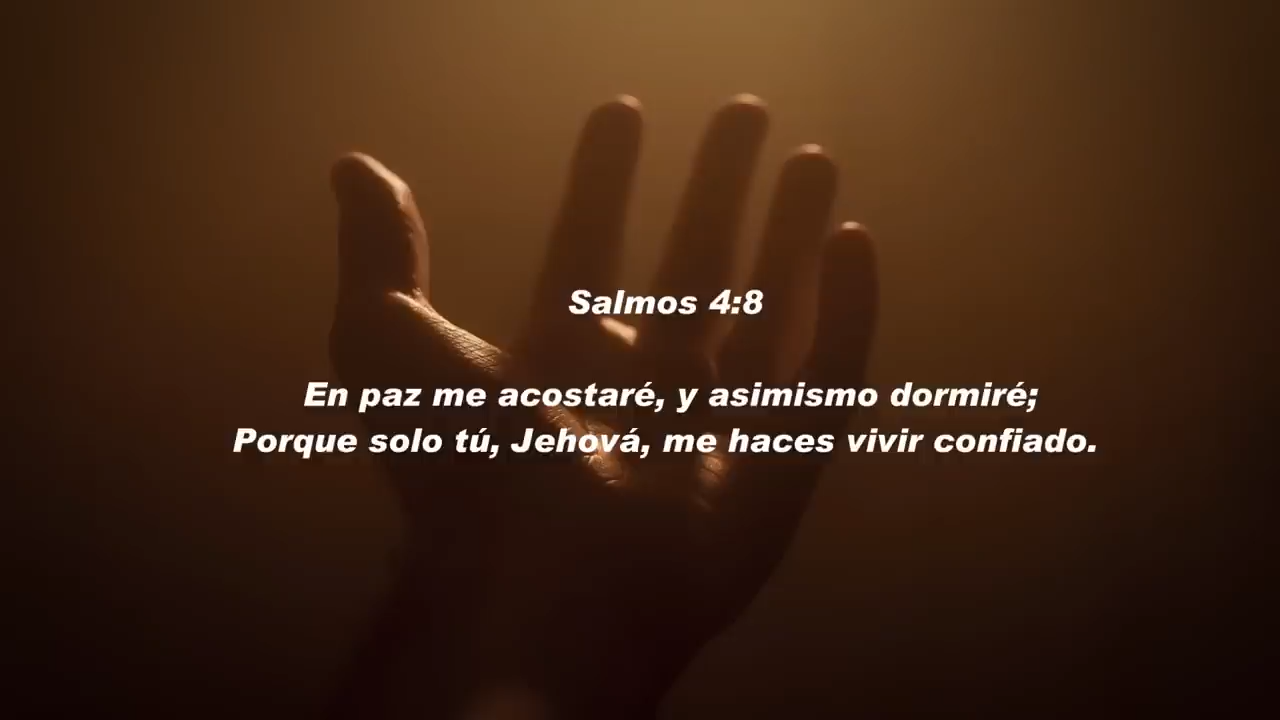 Salmos 4:8
En paz me acostaré, y asimismo dormiré;
Porque solo tú, Jehová, me haces vivir confiado.